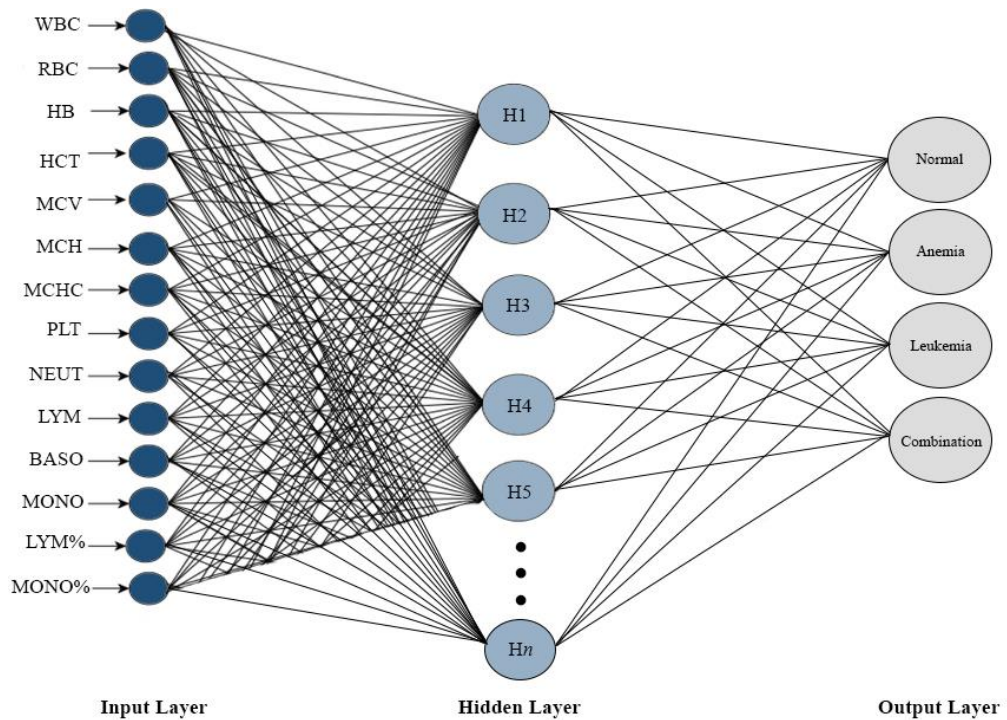 WBC
RBC
HB
HCT
MCV
MCH
MCHC
PLT
NEUT
LYM
BASO
MONO
LYM%
MONO%
H1
H2
H3
H4
H5
Hn
Normal
Anemia
Leukemia
Combination
Input Layer
Hidden Layer
Output Layer